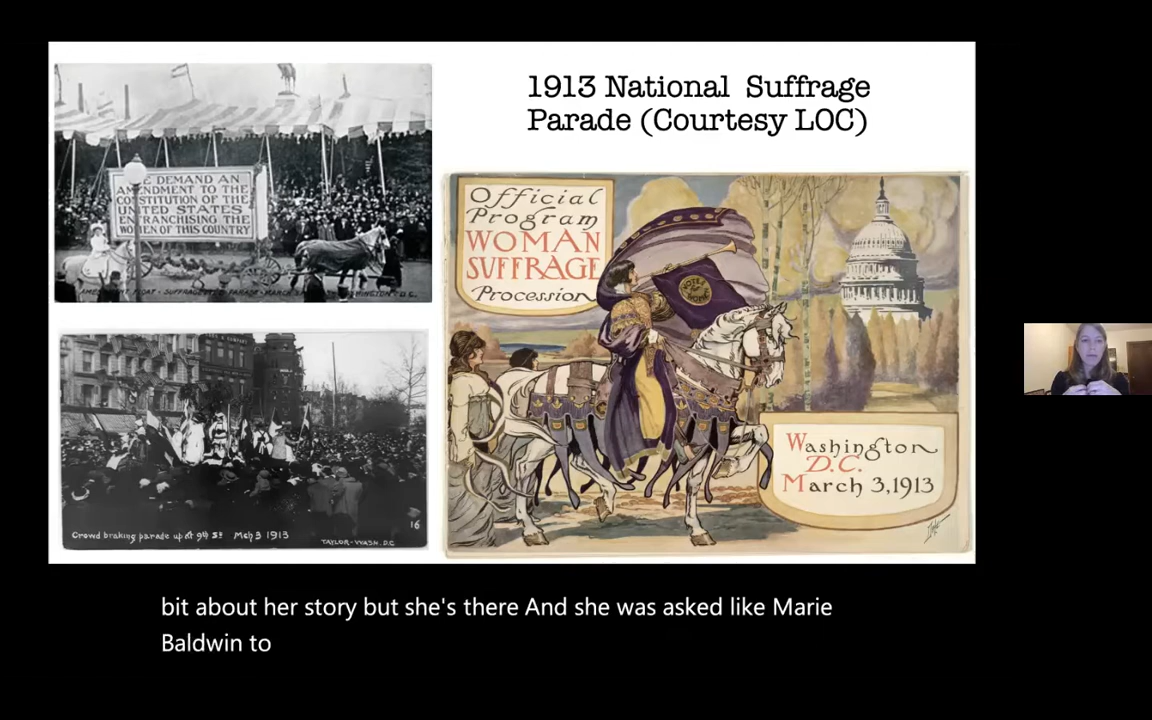 1913 National Suffrage
Parade (Courtesy LOC)
DEMAND AN
AMENDMENT TO THE
CONSTITUTION OF THE
UNITED STATES
ENFRANCHISING THE
WOMEN OF THIS COUNTRY
Official
Program
WOMAN
SUFFRAGE
Procession
Washington
D.C.
March 3, 1913
Crowd braking parade up at 9th St Mch 3 1913
16
TAYLOR-WASH. D.C.
bit about her story but she's there And she was asked like Marie
Baldwin to